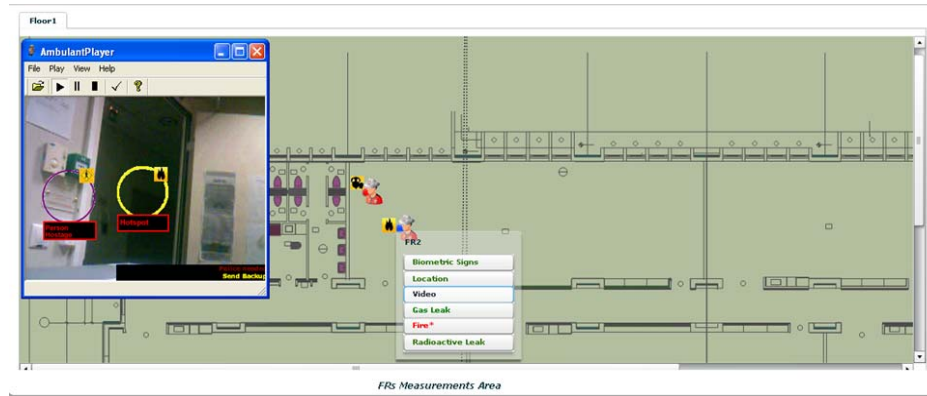 Floor1
AmbulantPlayer
File Play View Help
Person
Hostage
Hotspot
Send Backup
FR2
Biometric Signs
Location
Video
Gas Leak
Fire*
Radioactive Leak
FRs Measurements Area